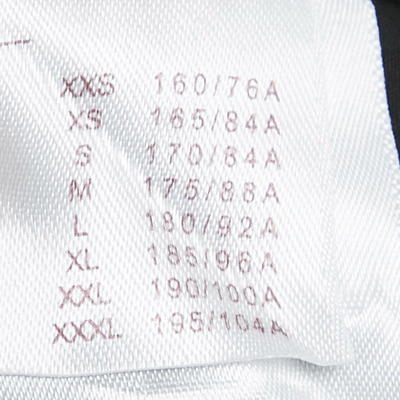 XXS 160/76A
XS 165/84A
S 170/84A
M 175/88A
L 180/92A
XL 185/96A
XXL 190/100A
XXXL 195/104A